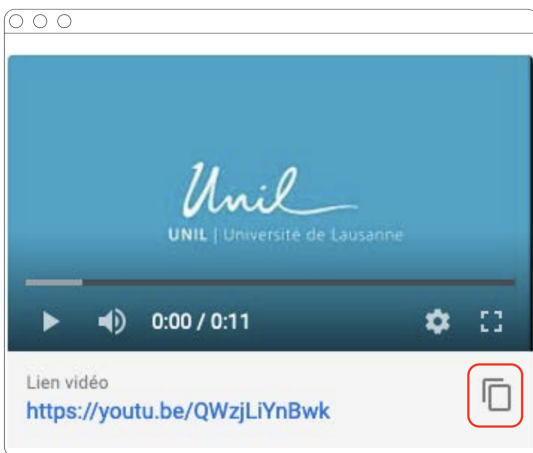 Unil
UNIL | Université de Lausanne
0:00 / 0:11
Lien vidéo
https://youtu.be/QWzjLiYnBwk